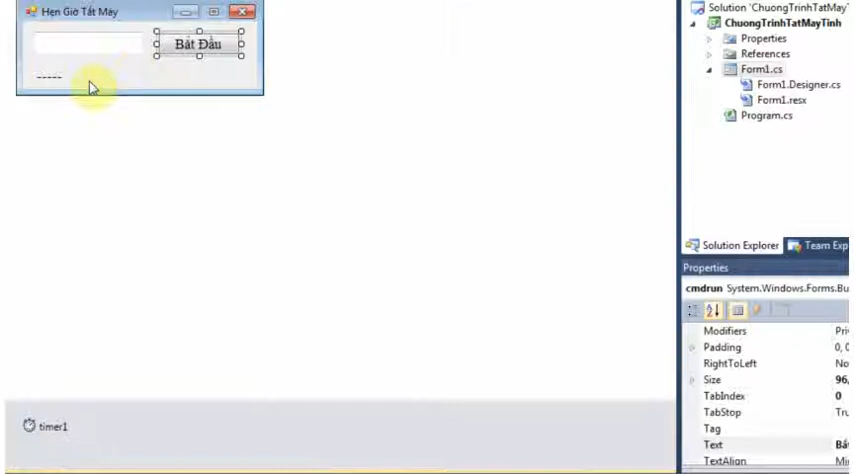 Hẹn Giờ Tắt Máy
Bắt Đầu
-----
timer1
Solution 'ChuongTrinhTatMay
ChuongTrinhTatMayTinh
Properties
References
Form1.cs
Form1.Designer.cs
Form1.resx
Program.cs
Solution Explorer
Team Exp
Properties
cmdrun System.Windows.Forms.Bu
Modifiers Pri
Padding 0, 0
RightToLeft No
Size 96,
TabIndex 0
TabStop Tru
Tag
Text Bắ
TextAlign Mi